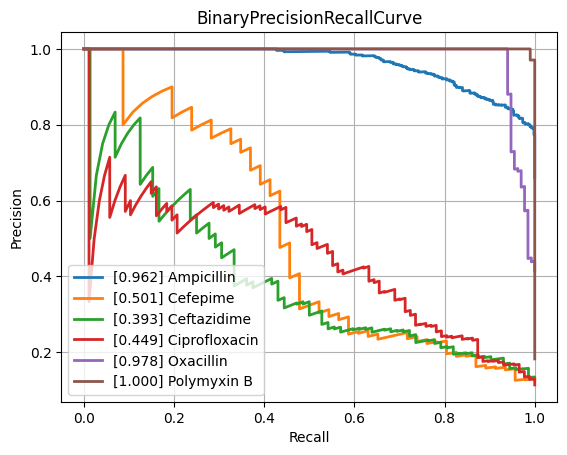 BinaryPrecisionRecallCurve
Precision
1.0
0.8
0.6
0.4
0.2
[0.962] Ampicillin
[0.501] Cefepime
[0.393] Ceftazidime
[0.449] Ciprofloxacin
[0.978] Oxacillin
[1.000] Polymyxin B
0.0 0.2 0.4 0.6 0.8 1.0
Recall